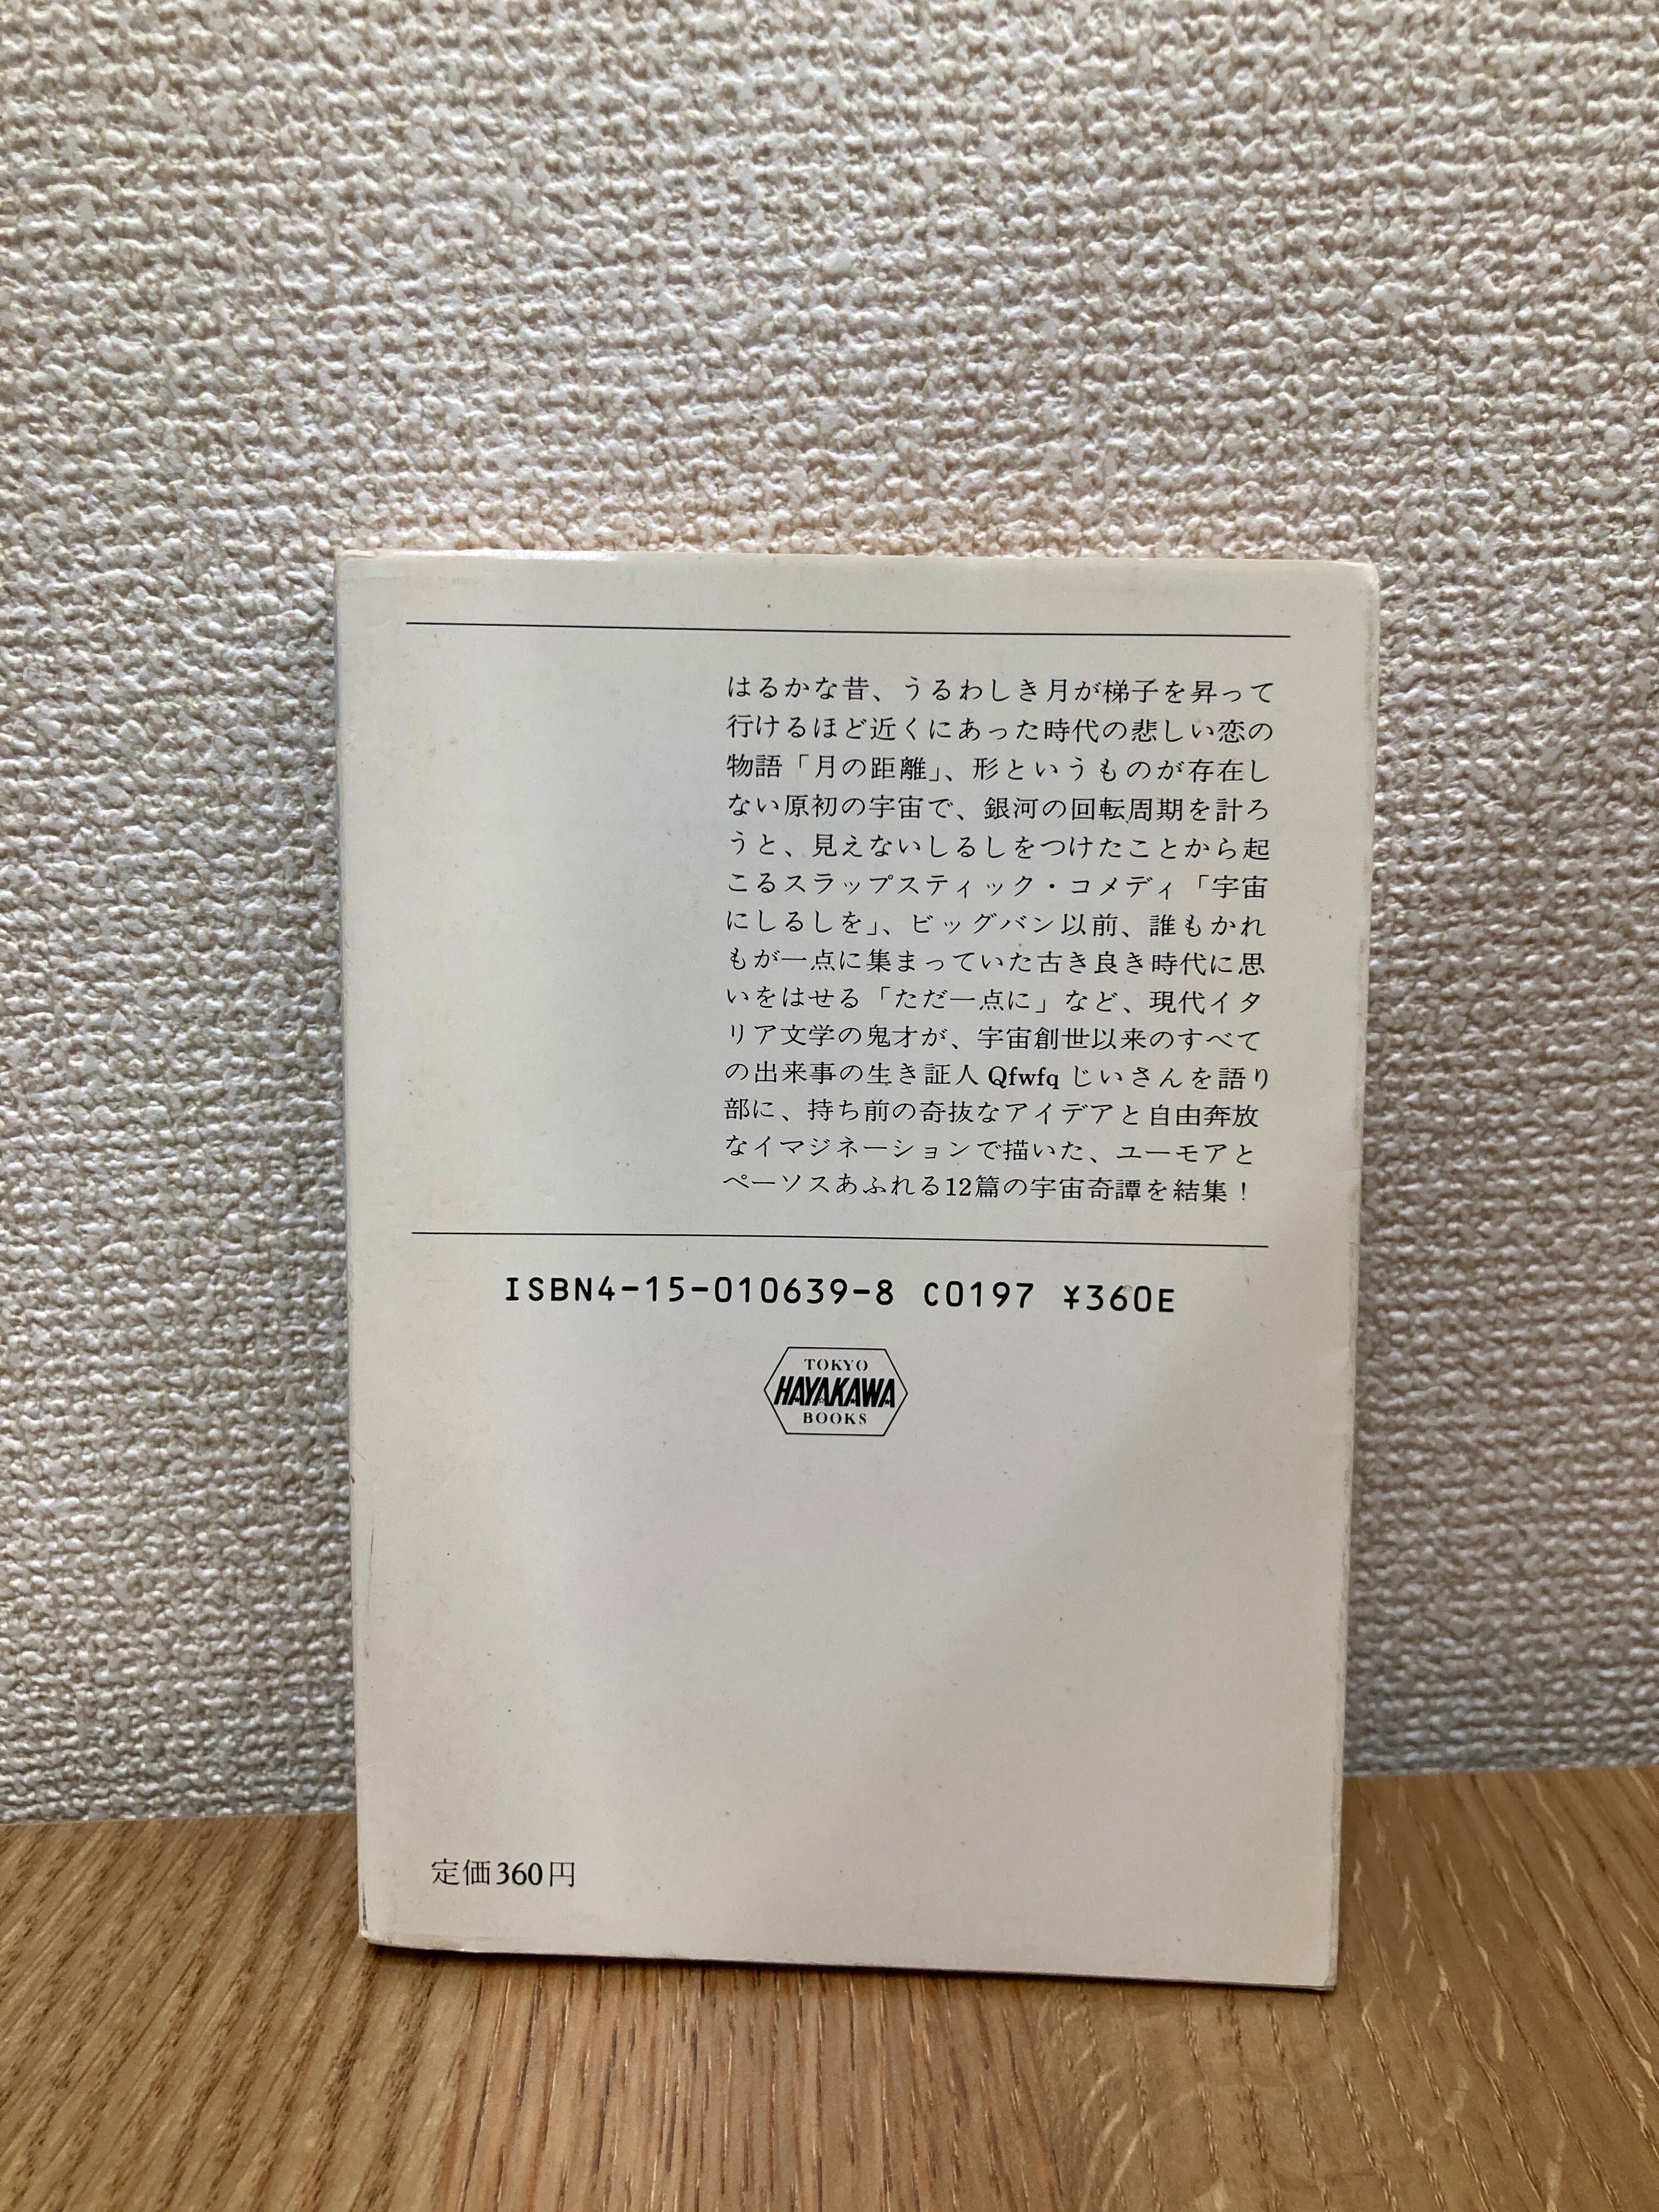 はるかな昔、うるわしき月が梯子を昇って
行けるほど近くにあった時代の悲しい恋の
物語「月の距離」、形というものが存在し
ない原初の宇宙で、銀河の回転周期を計ろ
うと、見えないしるしをつけたことから起
こるスラップスティック・コメディ「宇宙
にしるしを」、ビッグバン以前、誰もかれ
もが一点に集まっていた古き良き時代に思
いをはせる「ただ一点に」など、現代イタ
リア文学の鬼才が、宇宙創世以来のすべて
の出来事の生き証人Qfwfqじいさんを語り
部に、持ち前の奇抜なアイデアと自由奔放
なイマジネーションで描いた、ユーモアと
ペーソスあふれる12篇の宇宙奇譚を結集！
ISBN4-15-010639-8 C0197 ¥360E
TOKYO
HAYAKAWA
BOOKS
定価360円